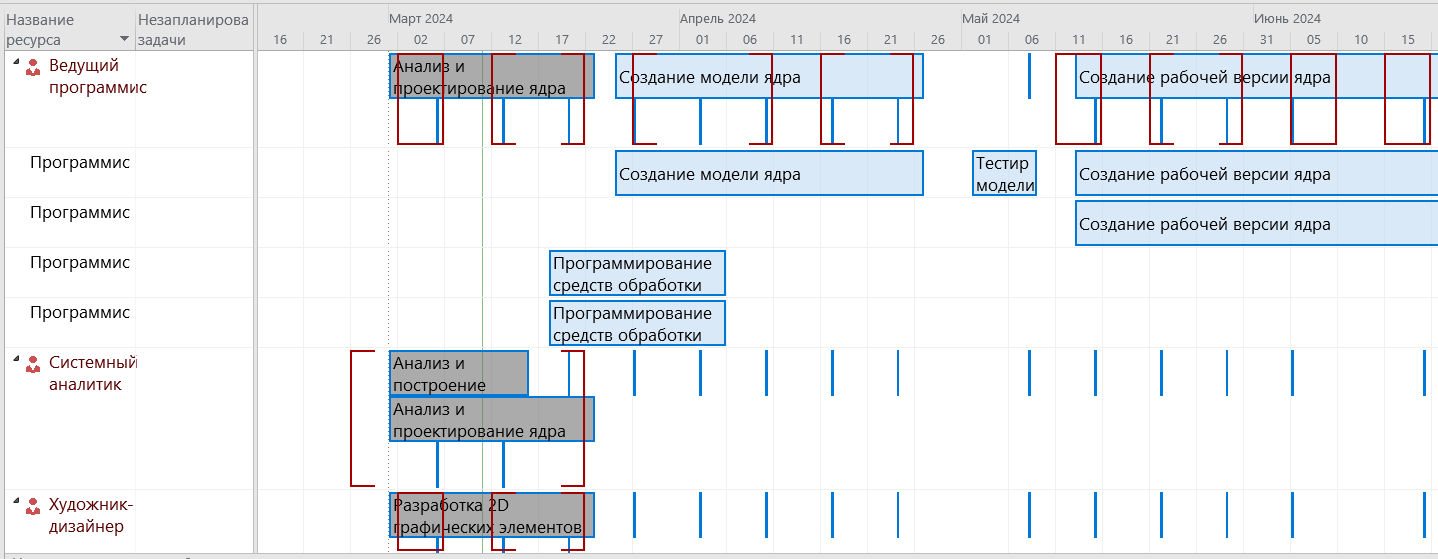 Название ресурса
Незапланирова задачи
Март 2024
Апрель 2024
Май 2024
Июнь 2024
16 21 26 02 07 12 17 22 27 01 06 11 16 21 26 01 06 11 16 21 26 31 05 10 15
Ведущий
программис
Анализ и
проектирование ядра
Создание модели ядра
Создание рабочей версии ядра
Программис
Создание модели ядра
Тестир
модели
Создание рабочей версии ядра
Программис
Создание рабочей версии ядра
Программис
Программирование
средств обработки
Программис
Программирование
средств обработки
Системный
аналитик
Анализ и
построение
Анализ и
проектирование ядра
Художник-
дизайнер
Разработка 2D
графических элементов